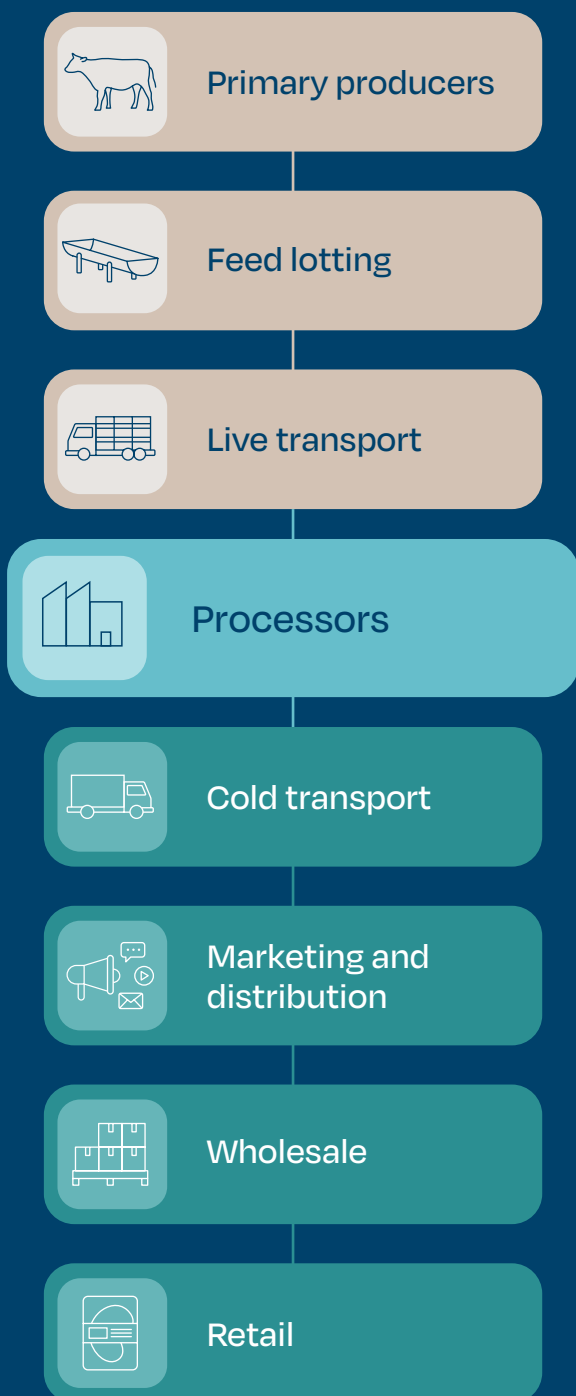 Primary producers
Feed lotting
Live transport
Processors
Cold transport
Marketing and
distribution
Wholesale
Retail